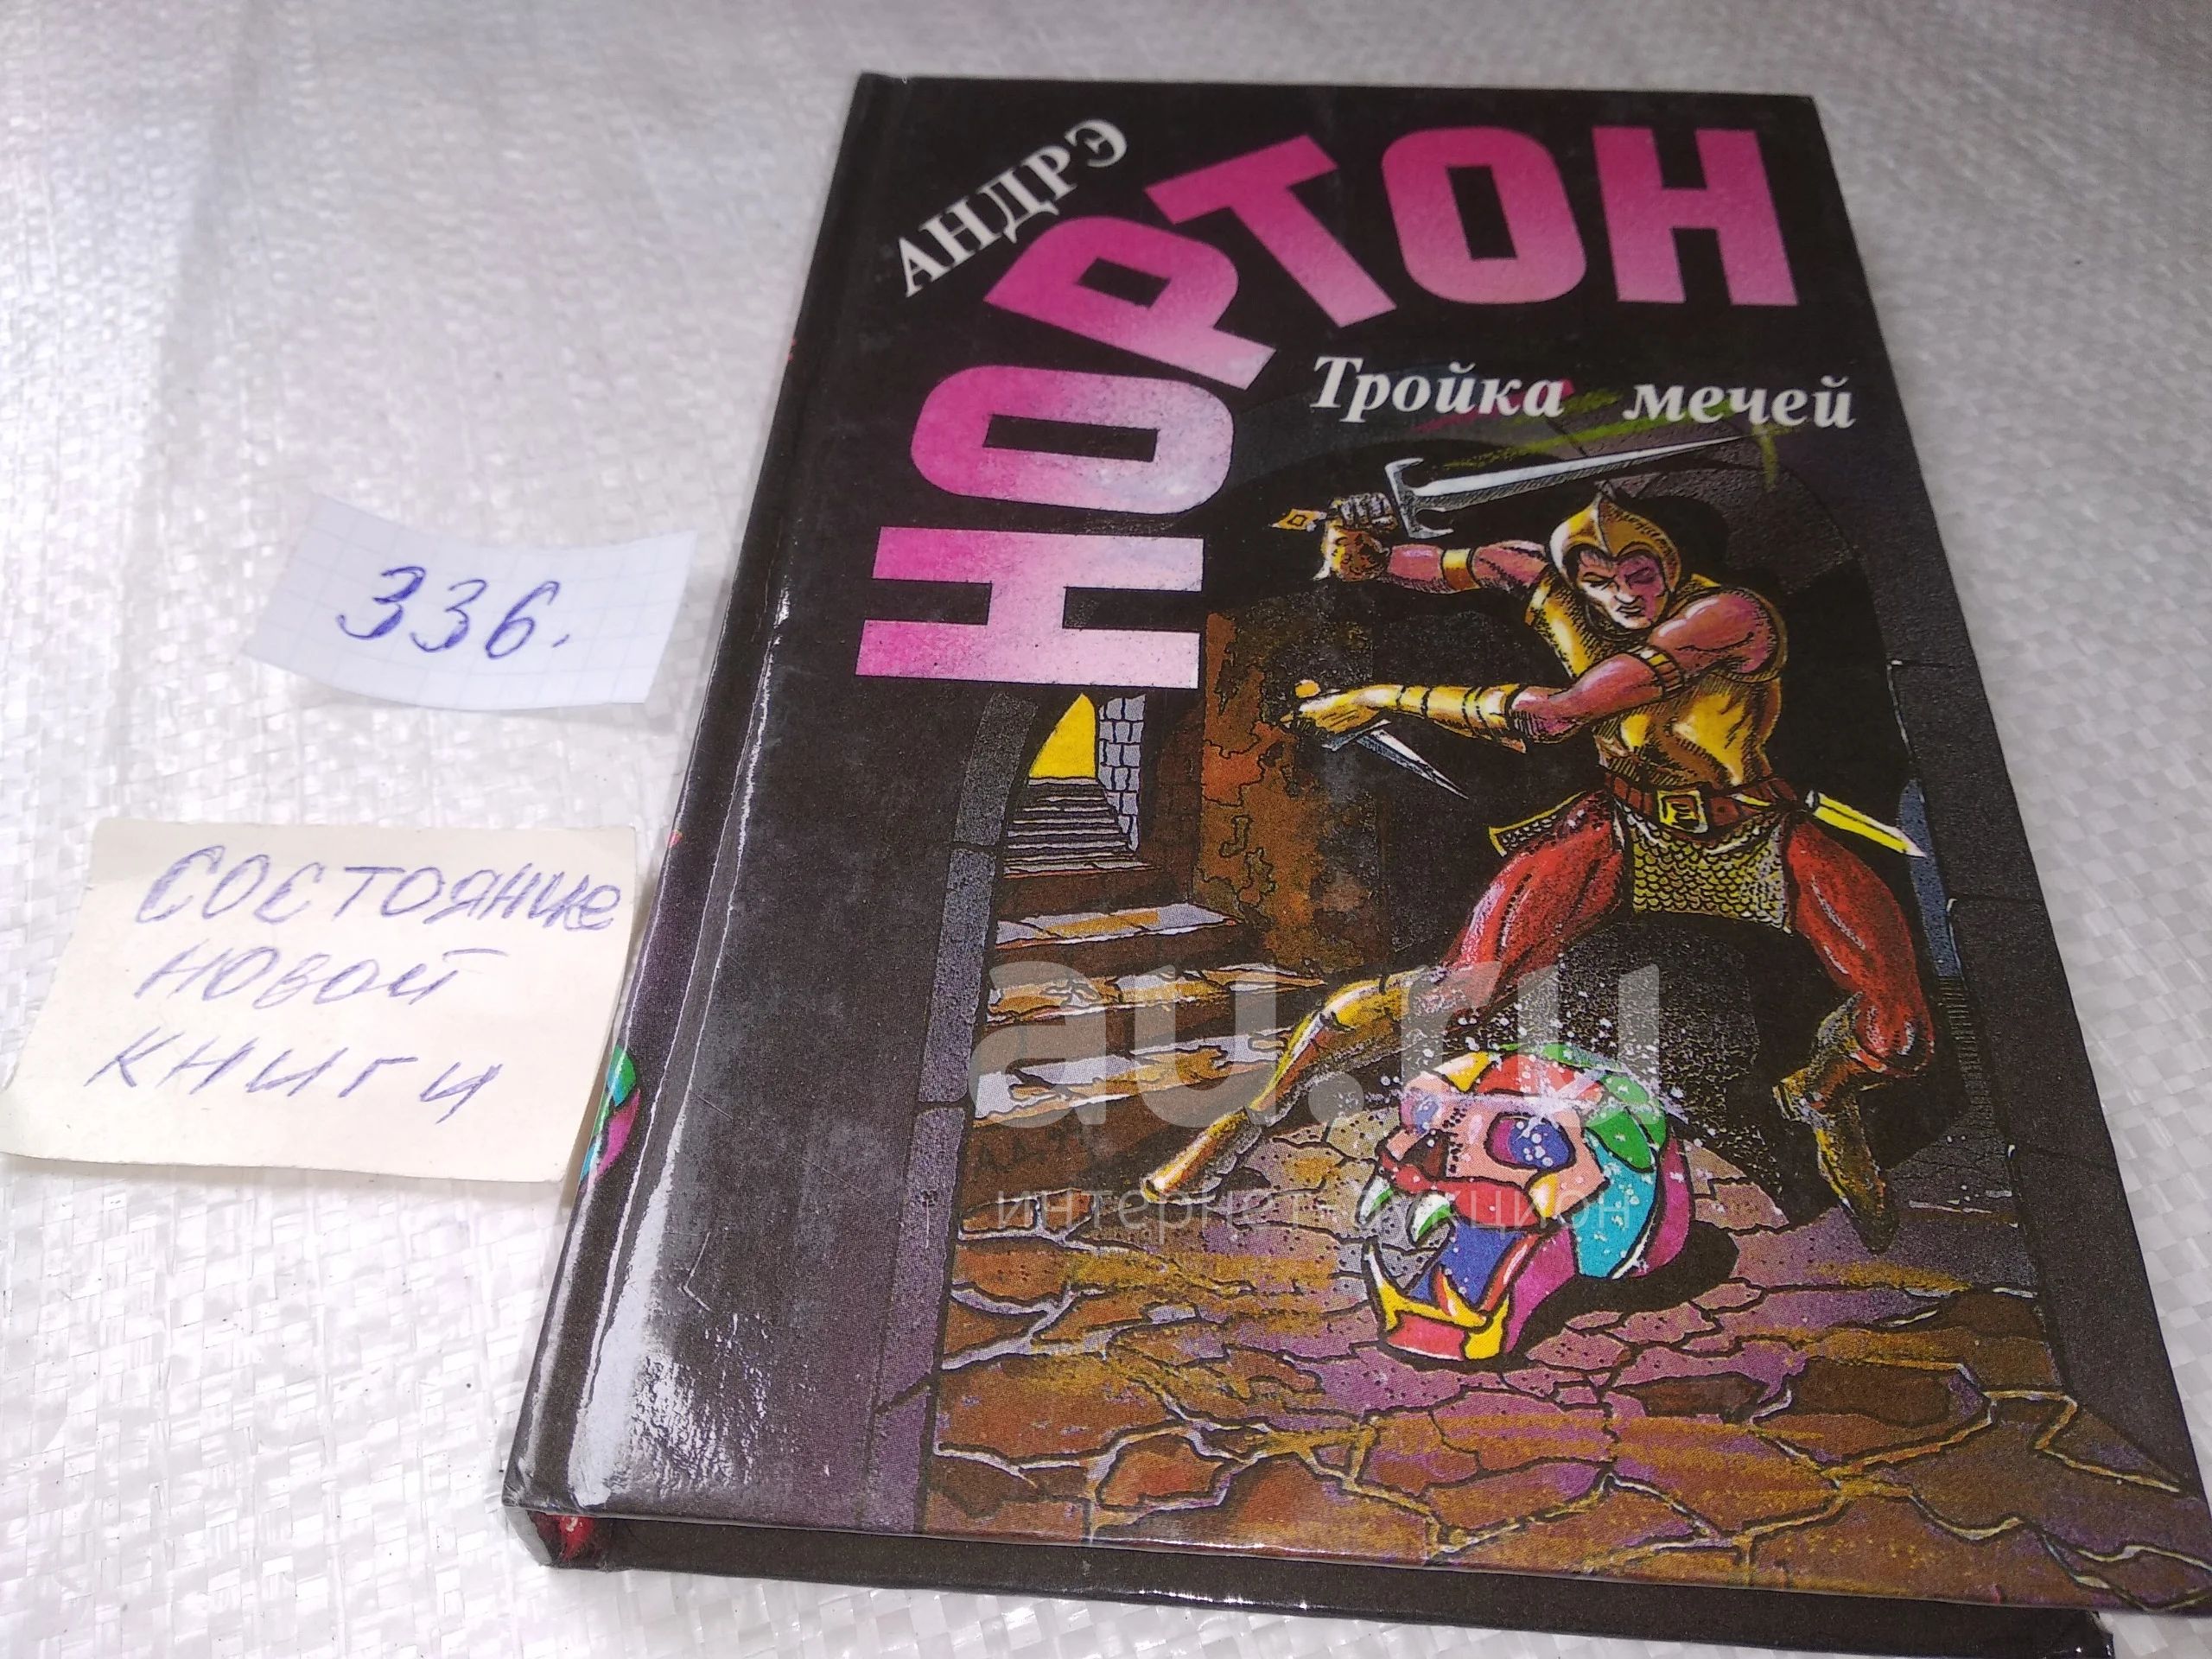 АНДРЭ
НОРТОН
Тройка мечей
336.
СОСТОЯНИЕ
НОВОЙ
КНИГИ
au.ru
интернет-аукцион